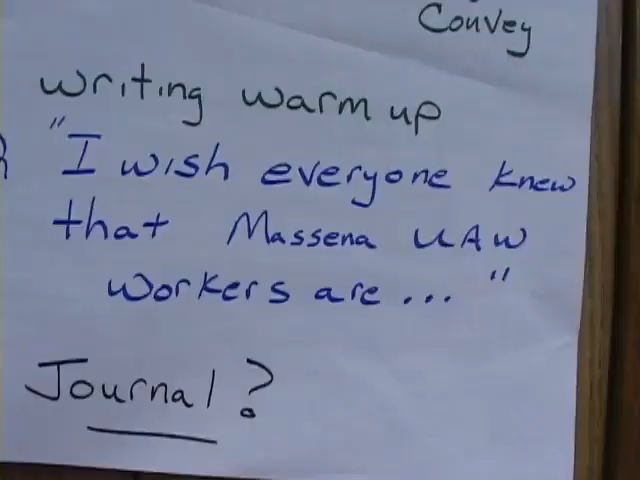 Convey
writing warm up
"I wish everyone knew
that Massena UAW
workers are..."
Journal?